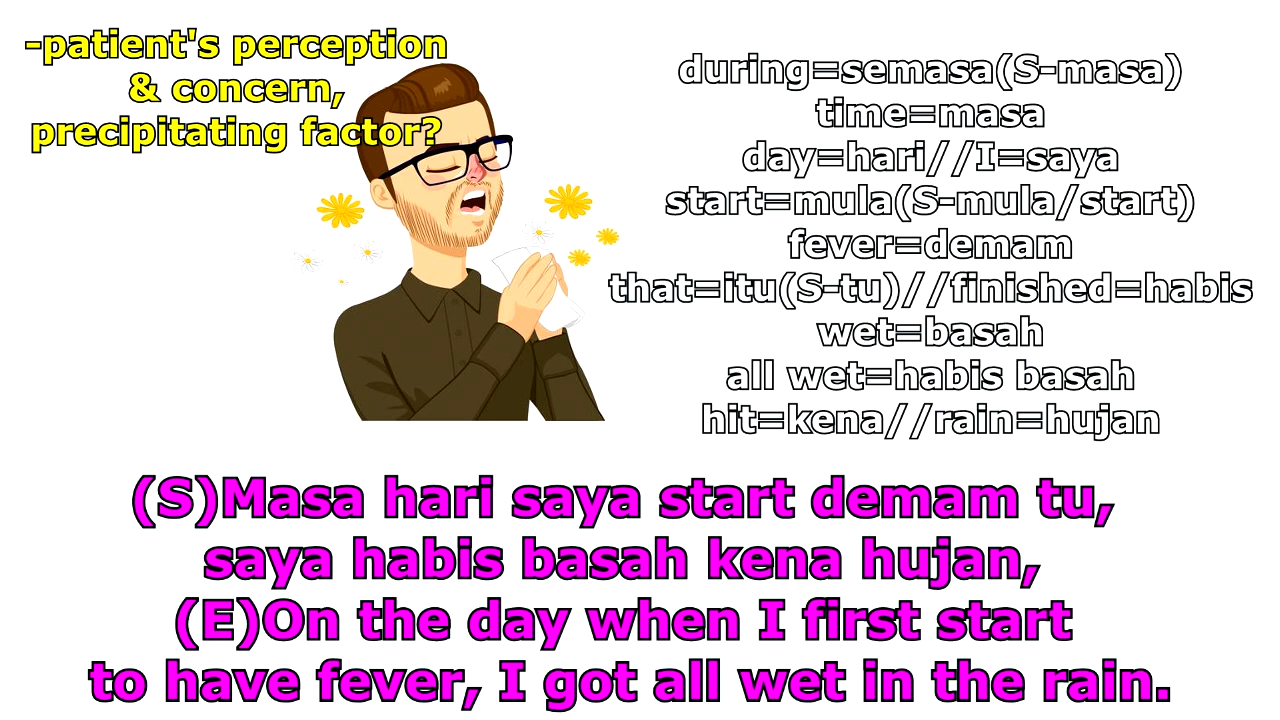 -patient's perception
& concern,
precipitating factor?
during=semasa(S-masa)
time=masa
day=hari//I=saya
start=mula(S-mula/start)
fever=demam
that=itu(S-tu)//finished=habis
wet=basah
all wet=habis basah
hit=kena//rain=hujan
(S)Masa hari saya start demam tu,
saya habis basah kena hujan,
(E)On the day when I first start
to have fever, I got all wet in the rain.